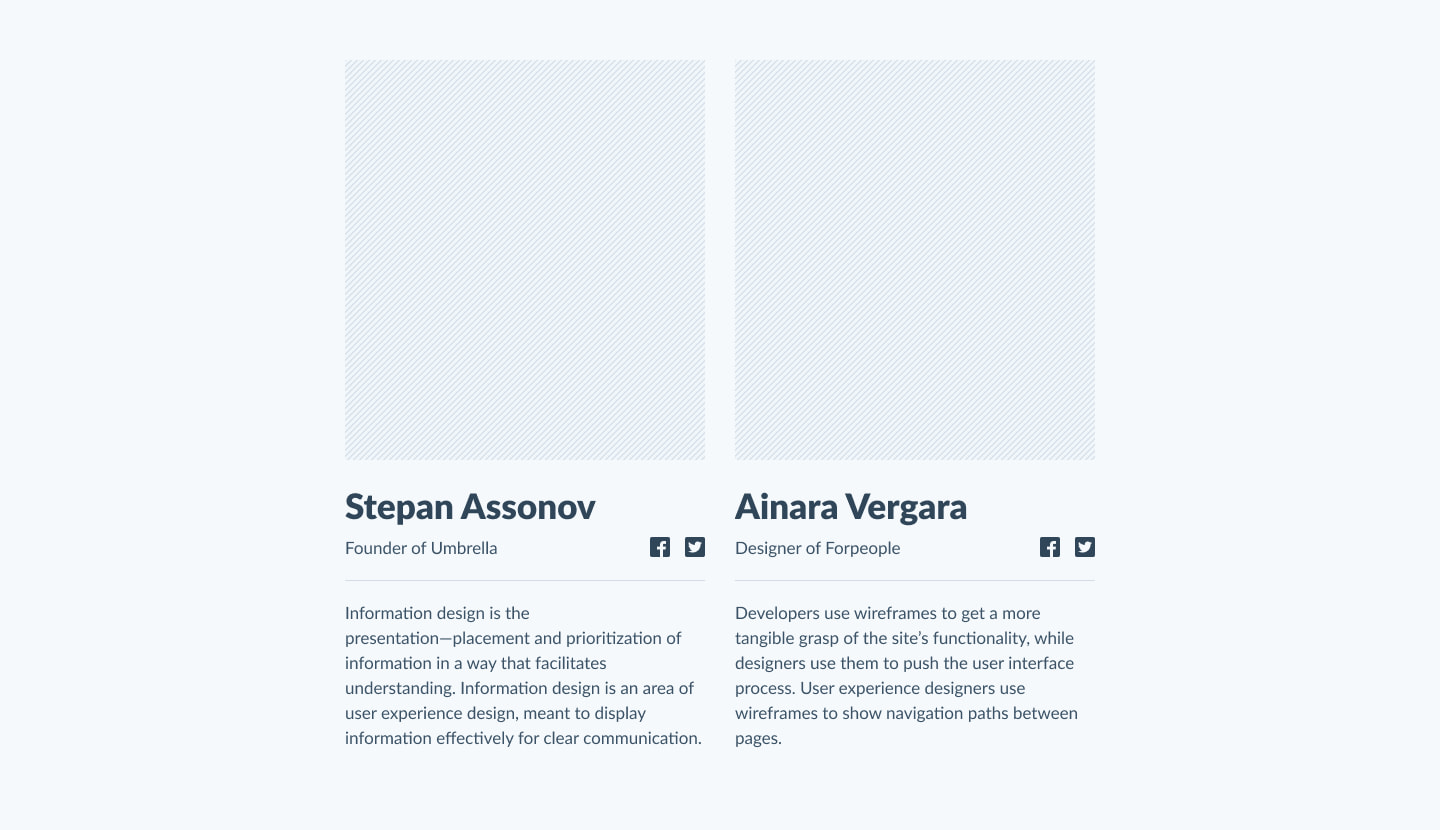 Stepan Assonov
Founder of Umbrella
Information design is the
presentation—placement and prioritization of
information in a way that facilitates
understanding. Information design is an area of
user experience design, meant to display
information effectively for clear communication.
Ainara Vergara
Designer of Forpeople
Developers use wireframes to get a more
tangible grasp of the site’s functionality, while
designers use them to push the user interface
process. User experience designers use
wireframes to show navigation paths between
pages.